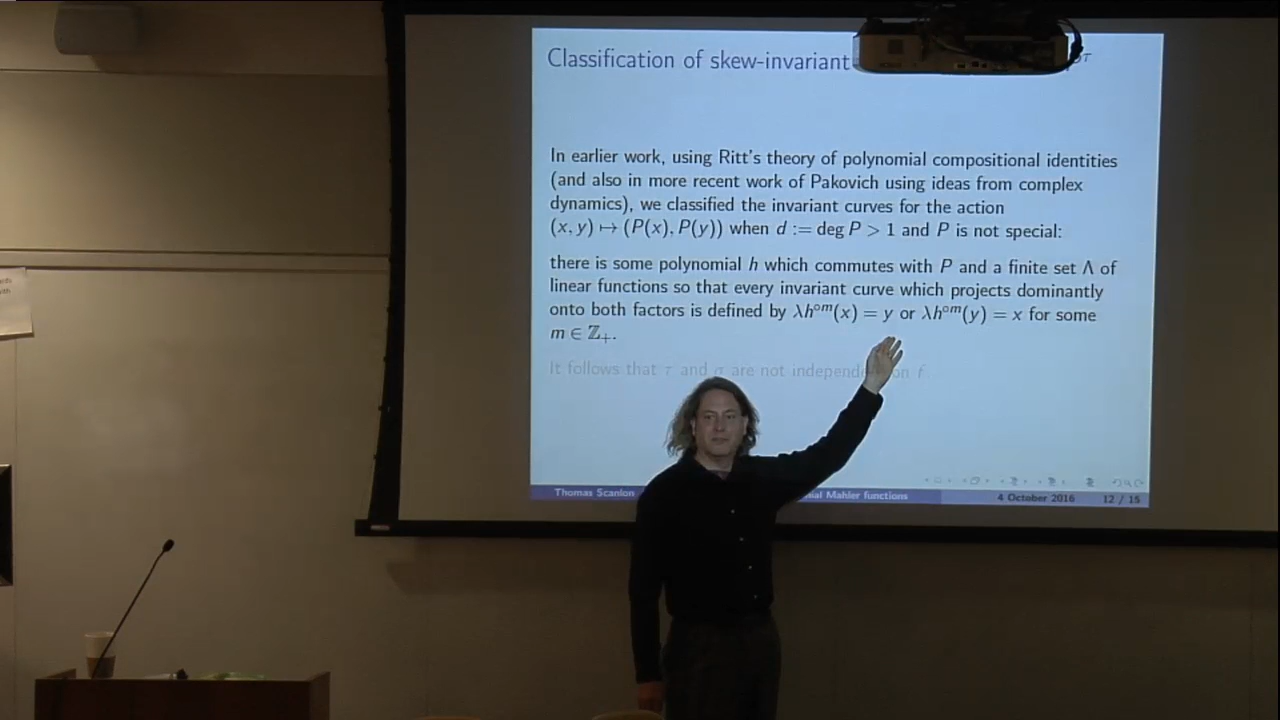 Classification of skew-invariant
In earlier work, using Ritt's theory of polynomial compositional identities
(and also in more recent work of Pakovich using ideas from complex
dynamics), we classified the invariant curves for the action
(x, y) ↦ (P(x), P(y)) when d := deg P > 1 and P is not special:
there is some polynomial h which commutes with P and a finite set Λ of
linear functions so that every invariant curve which projects dominantly
onto both factors is defined by λh°ᵐ(x) = y or λh°ᵐ(y) = x for some
m ∈ ℤ₊.
It follows that τ and σ are not independ on f.
Thomas Scanlon Mahler functions 4 October 2016 12 / 15